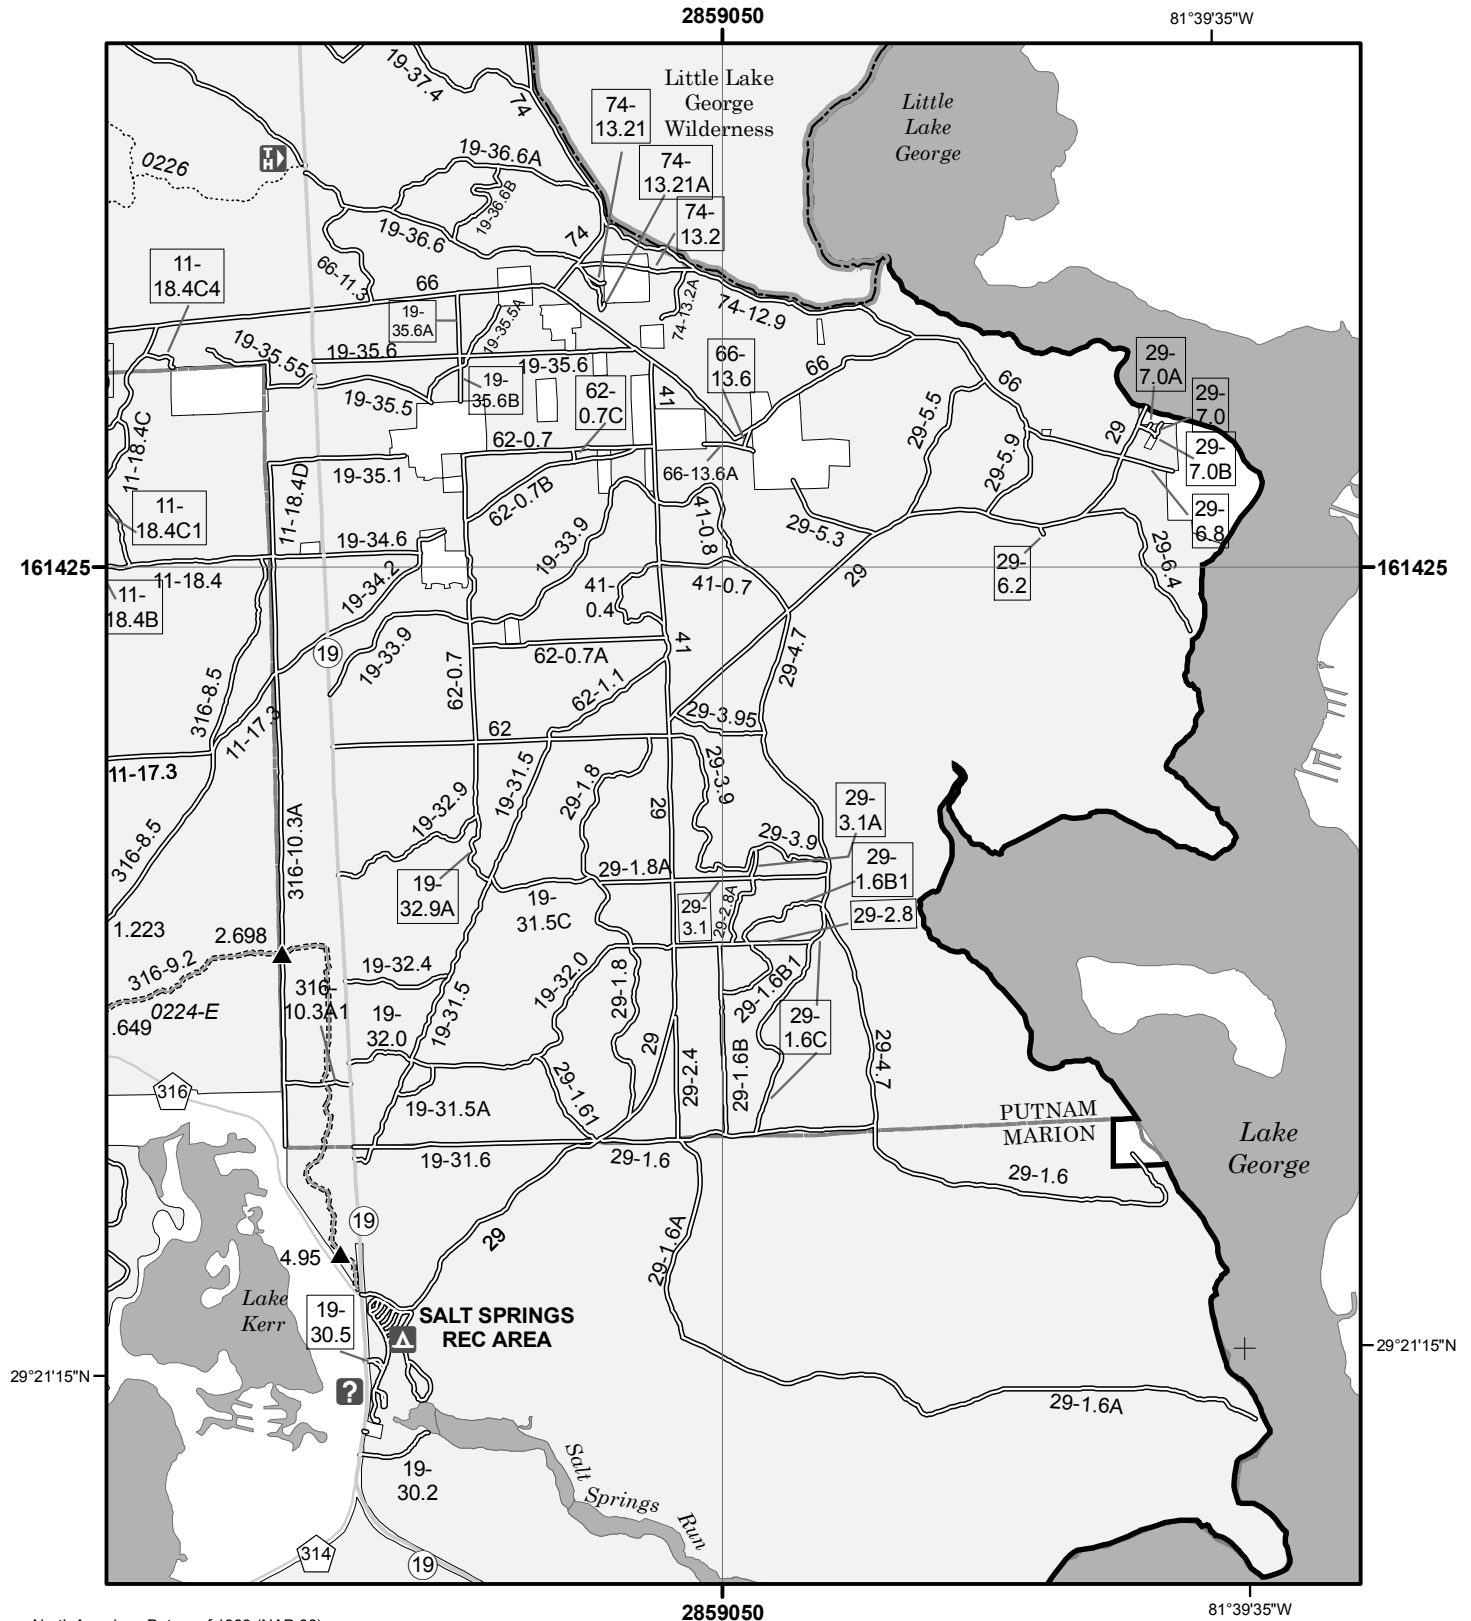 2859050
81°39'35"W
19-37.4
74
Little Lake
George
Wilderness
Little
Lake
George
74-
13.21
19-36.6A
74-
13.21A
TH
0226
19-36.6B
74-
13.2
19-36.6
74
66-11.3
11-
18.4C4
66
19-
35.6A
19-35.5A
74-13.2A
74-12.9
19-35.55
19-35.6
19-35.6
66-
13.6
66
29-
7.0A
66
19-
35.6B
62-
0.7C
41
19-35.5
29-5.5
29-
7.0
29
62-0.7
29-
7.0B
11-18.4C
11-18.4D
19-35.1
66-13.6A
29-5.9
62-0.7B
11-
18.4C1
41-0.8
29-5.3
29-
6.8
19-34.6
19-33.9
29-6.4
161425
161425
11-18.4
19-34.2
41-
0.4
41-0.7
29
29-
6.2
11-
18.4B
19
19-33.9
41
62-0.7A
29-4.7
316-8.5
62-0.7
62-1.1
11-17.3
62
29-3.95
11-17.3
19-31.5
29-1.8
29-3.9
19-32.9
29
29-
3.1A
316-8.5
316-10.3A
29-3.9
29-1.8A
29-
1.6B1
19-
32.9A
19-
31.5C
29-
3.1
29-2.8A
29-2.8
1.223
2.698
316-9.2
19-32.4
19-32.0
29-1.8
29-1.6B1
0224-E
.649
316-
10.3A1
19-
32.0
19-31.5
29
29-
1.6C
29-2.4
29-1.6B
29-4.7
316
29-1.61
19-31.5A
PUTNAM
MARION
Lake
George
19-31.6
29-1.6
29-1.6
19
29
29-1.6A
4.95
Lake
Kerr
19-
30.5
SALT SPRINGS
REC AREA
29°21'15"N
29°21'15"N
?
29-1.6A
19-
30.2
Salt
Springs
Run
314
19
2859050
81°39'35"W